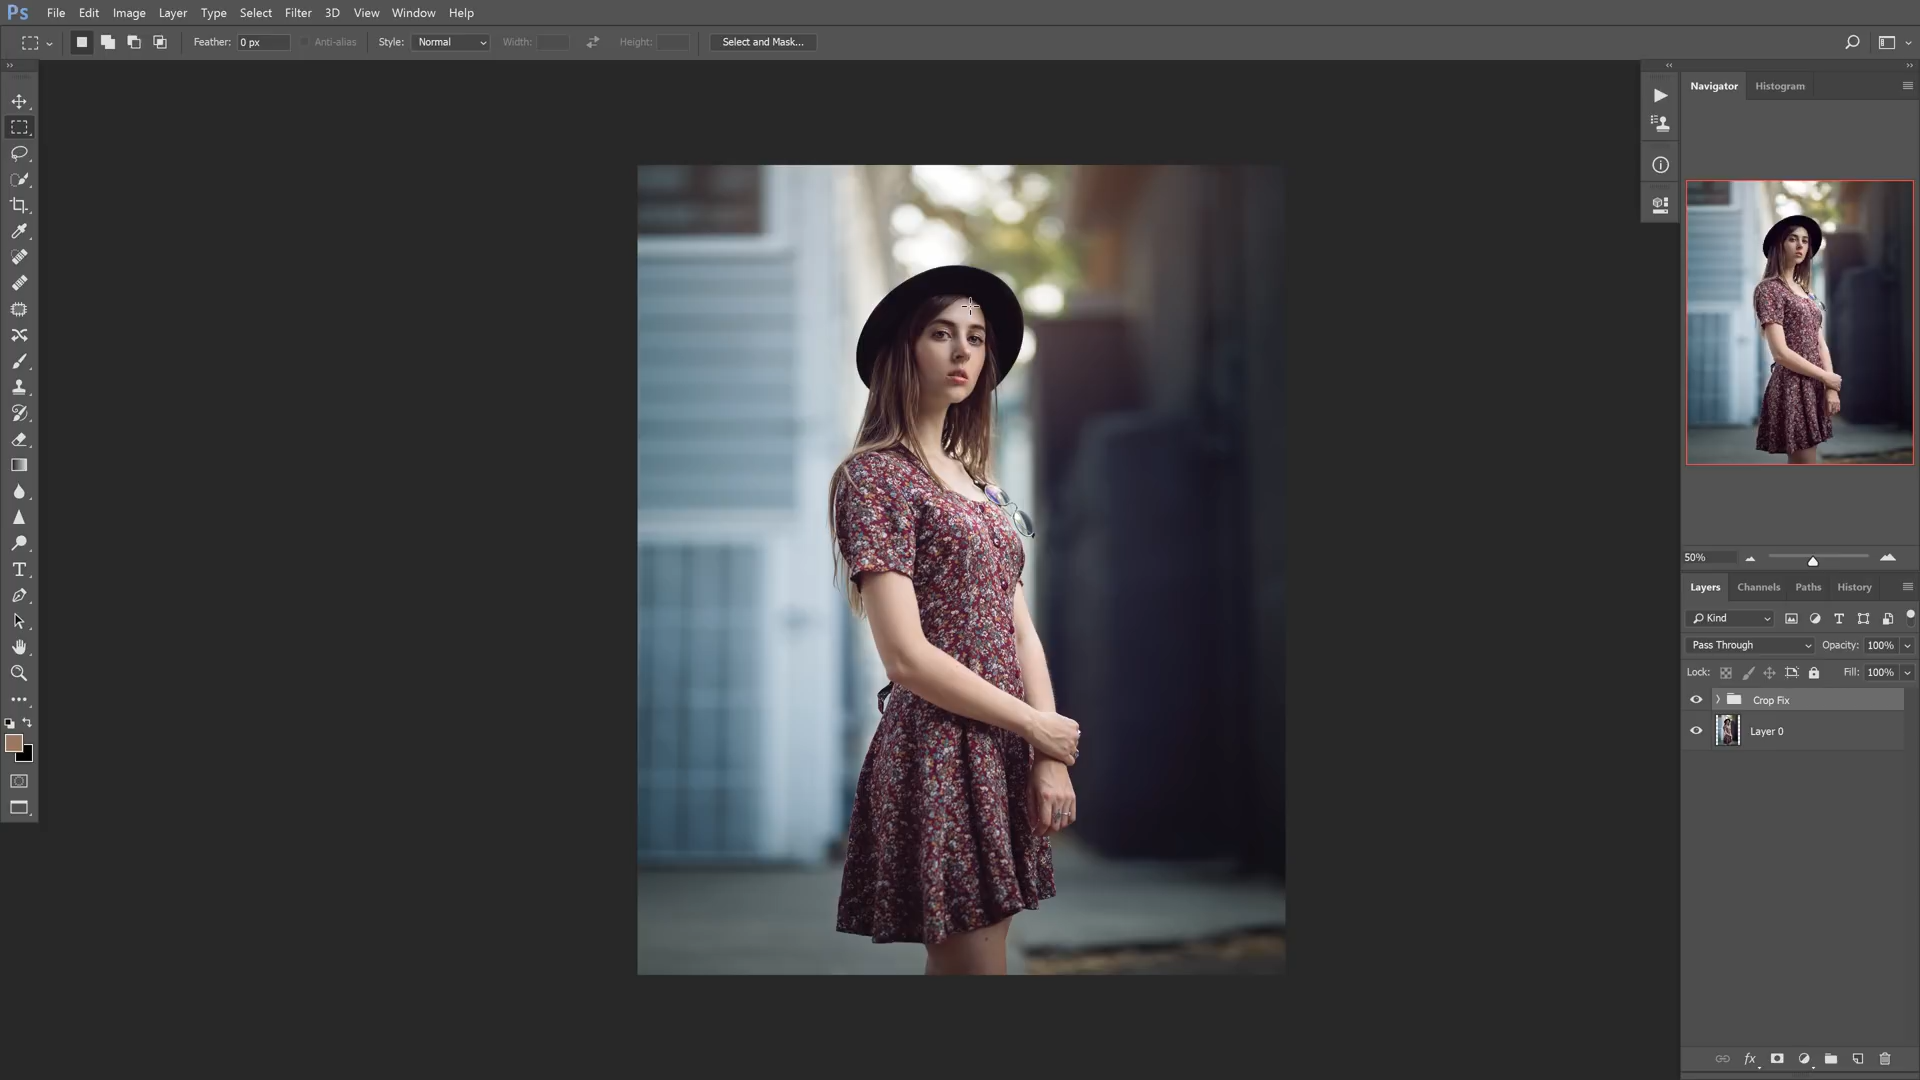 Ps File Edit Image Layer Type Select Filter 3D View Window Help
Feather: 0 px Anti-alias Style: Normal Width: Height: Select and Mask...
Navigator Histogram
50%
Layers Channels Paths History
Kind
Pass Through Opacity: 100%
Lock: Fill: 100%
Crop Fix
Layer 0
fx